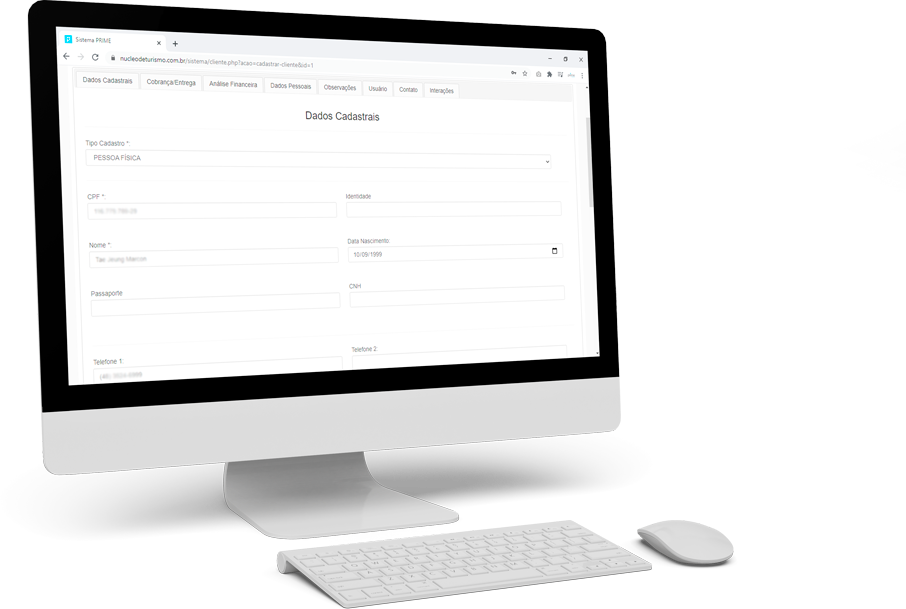 Sistema PRIME
nucleodeturismo.com.br/sistema/cliente.php?acao=cadastrar-cliente&id=1
Dados Cadastrais Cobrança/Entrega Análise Financeira Dados Pessoais Observações Usuário Contato Interações
Dados Cadastrais
Tipo Cadastro *
PESSOA FÍSICA
CPF *
Identidade
Nome *
Data Nascimento
10/09/1999
Passaporte
CNH
Telefone 1
Telefone 2